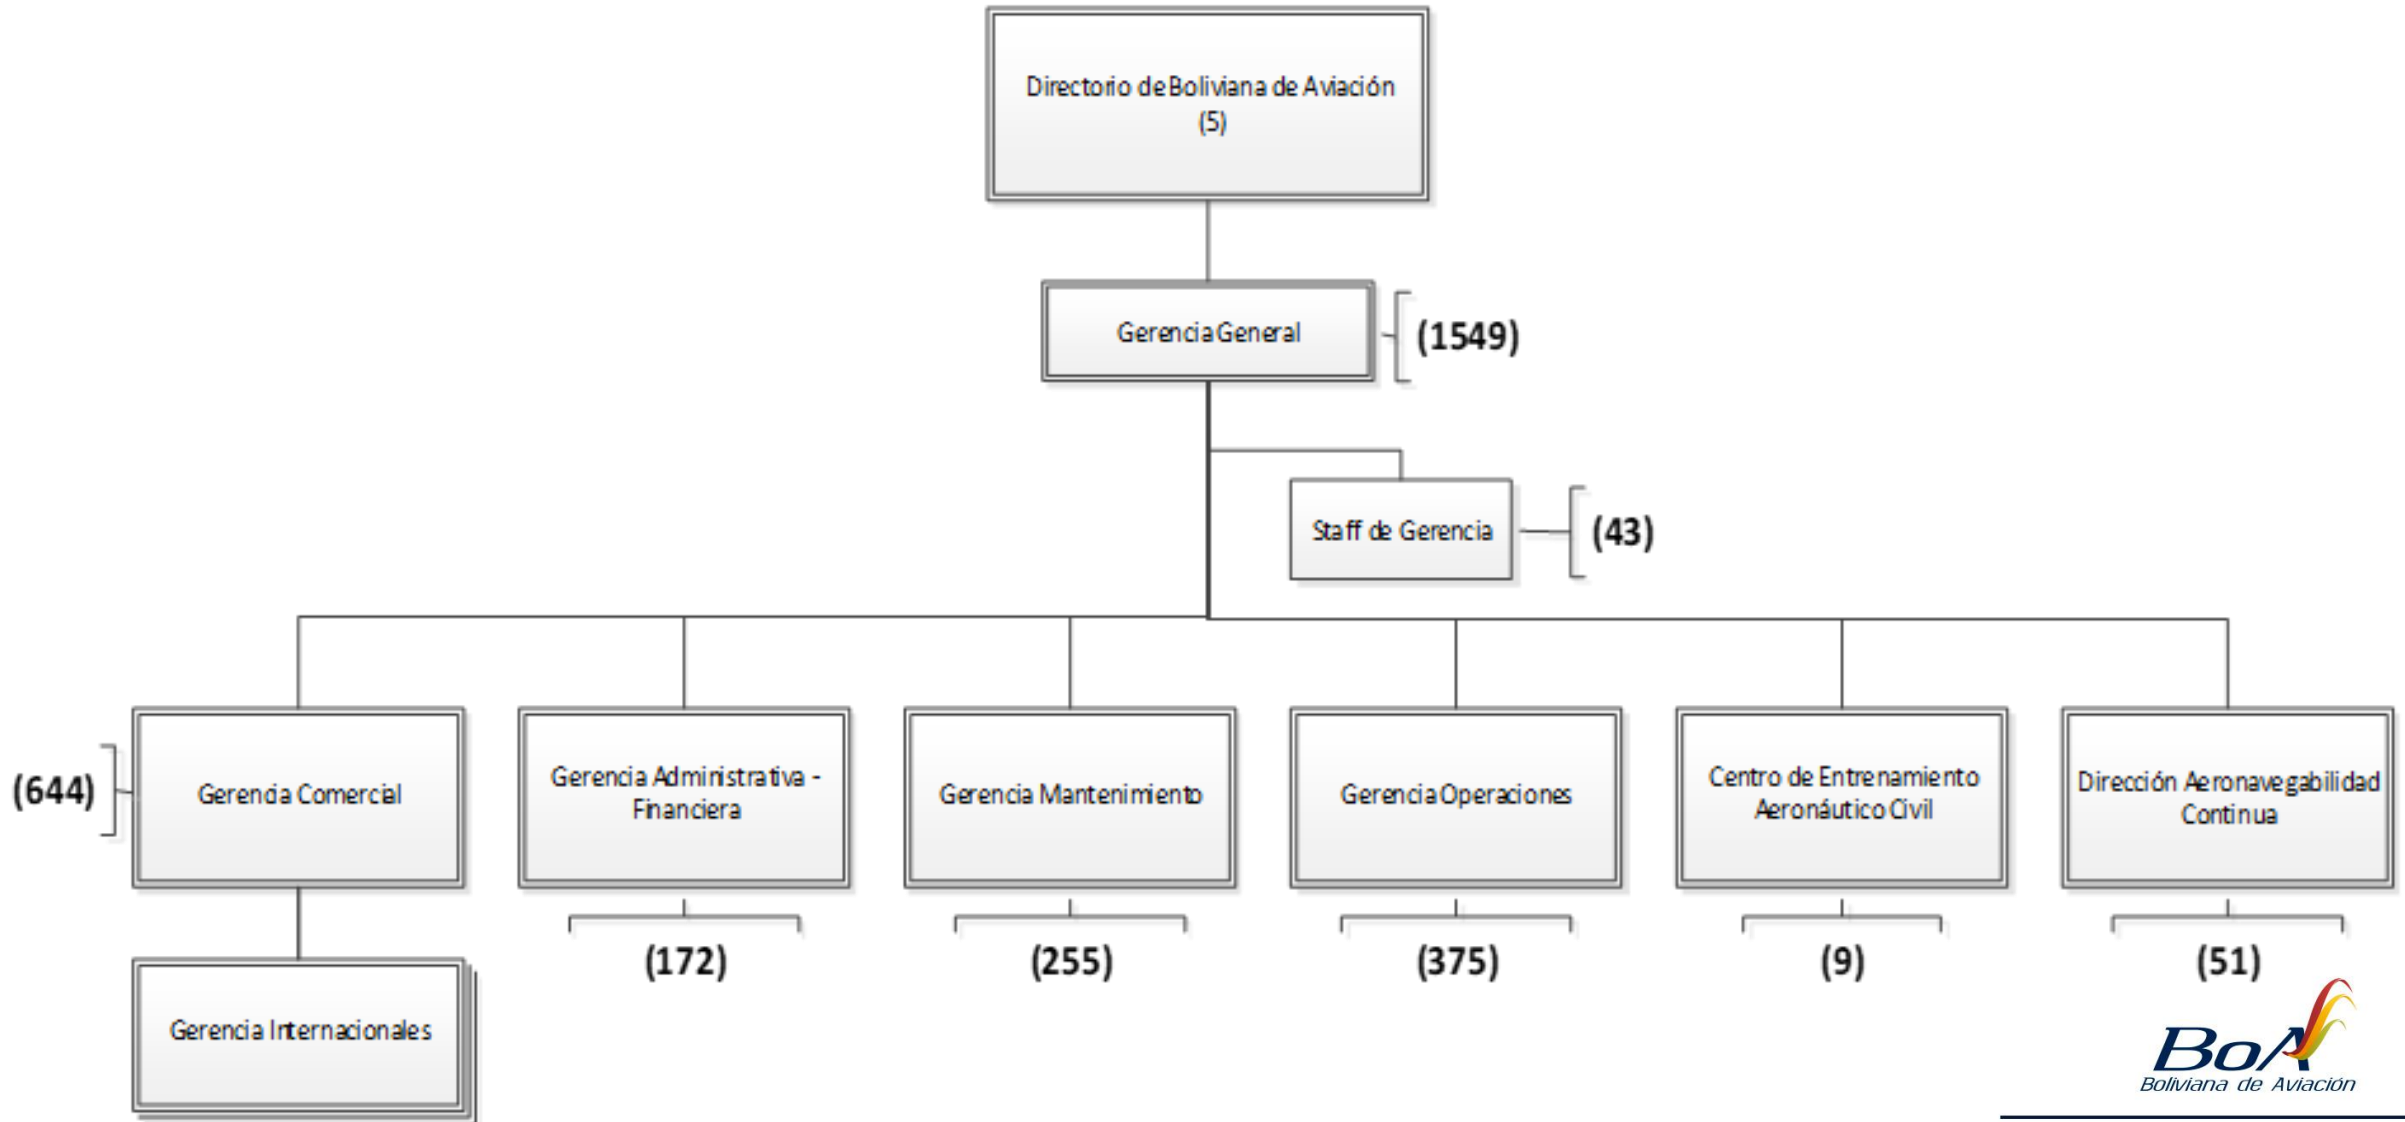 Directorio de Boliviana de Aviación
(5)
Gerencia General
(1549)
Staff de Gerencia
(43)
(644)
Gerencia Comercial
Gerencia Administrativa -
Financiera
Gerencia Mantenimiento
Gerencia Operaciones
Centro de Entrenamiento
Aeronáutico Civil
Dirección Aeronavegabilidad
Continua
(172)
(255)
(375)
(9)
(51)
Gerencia Internacionales
BoA
Boliviana de Aviación